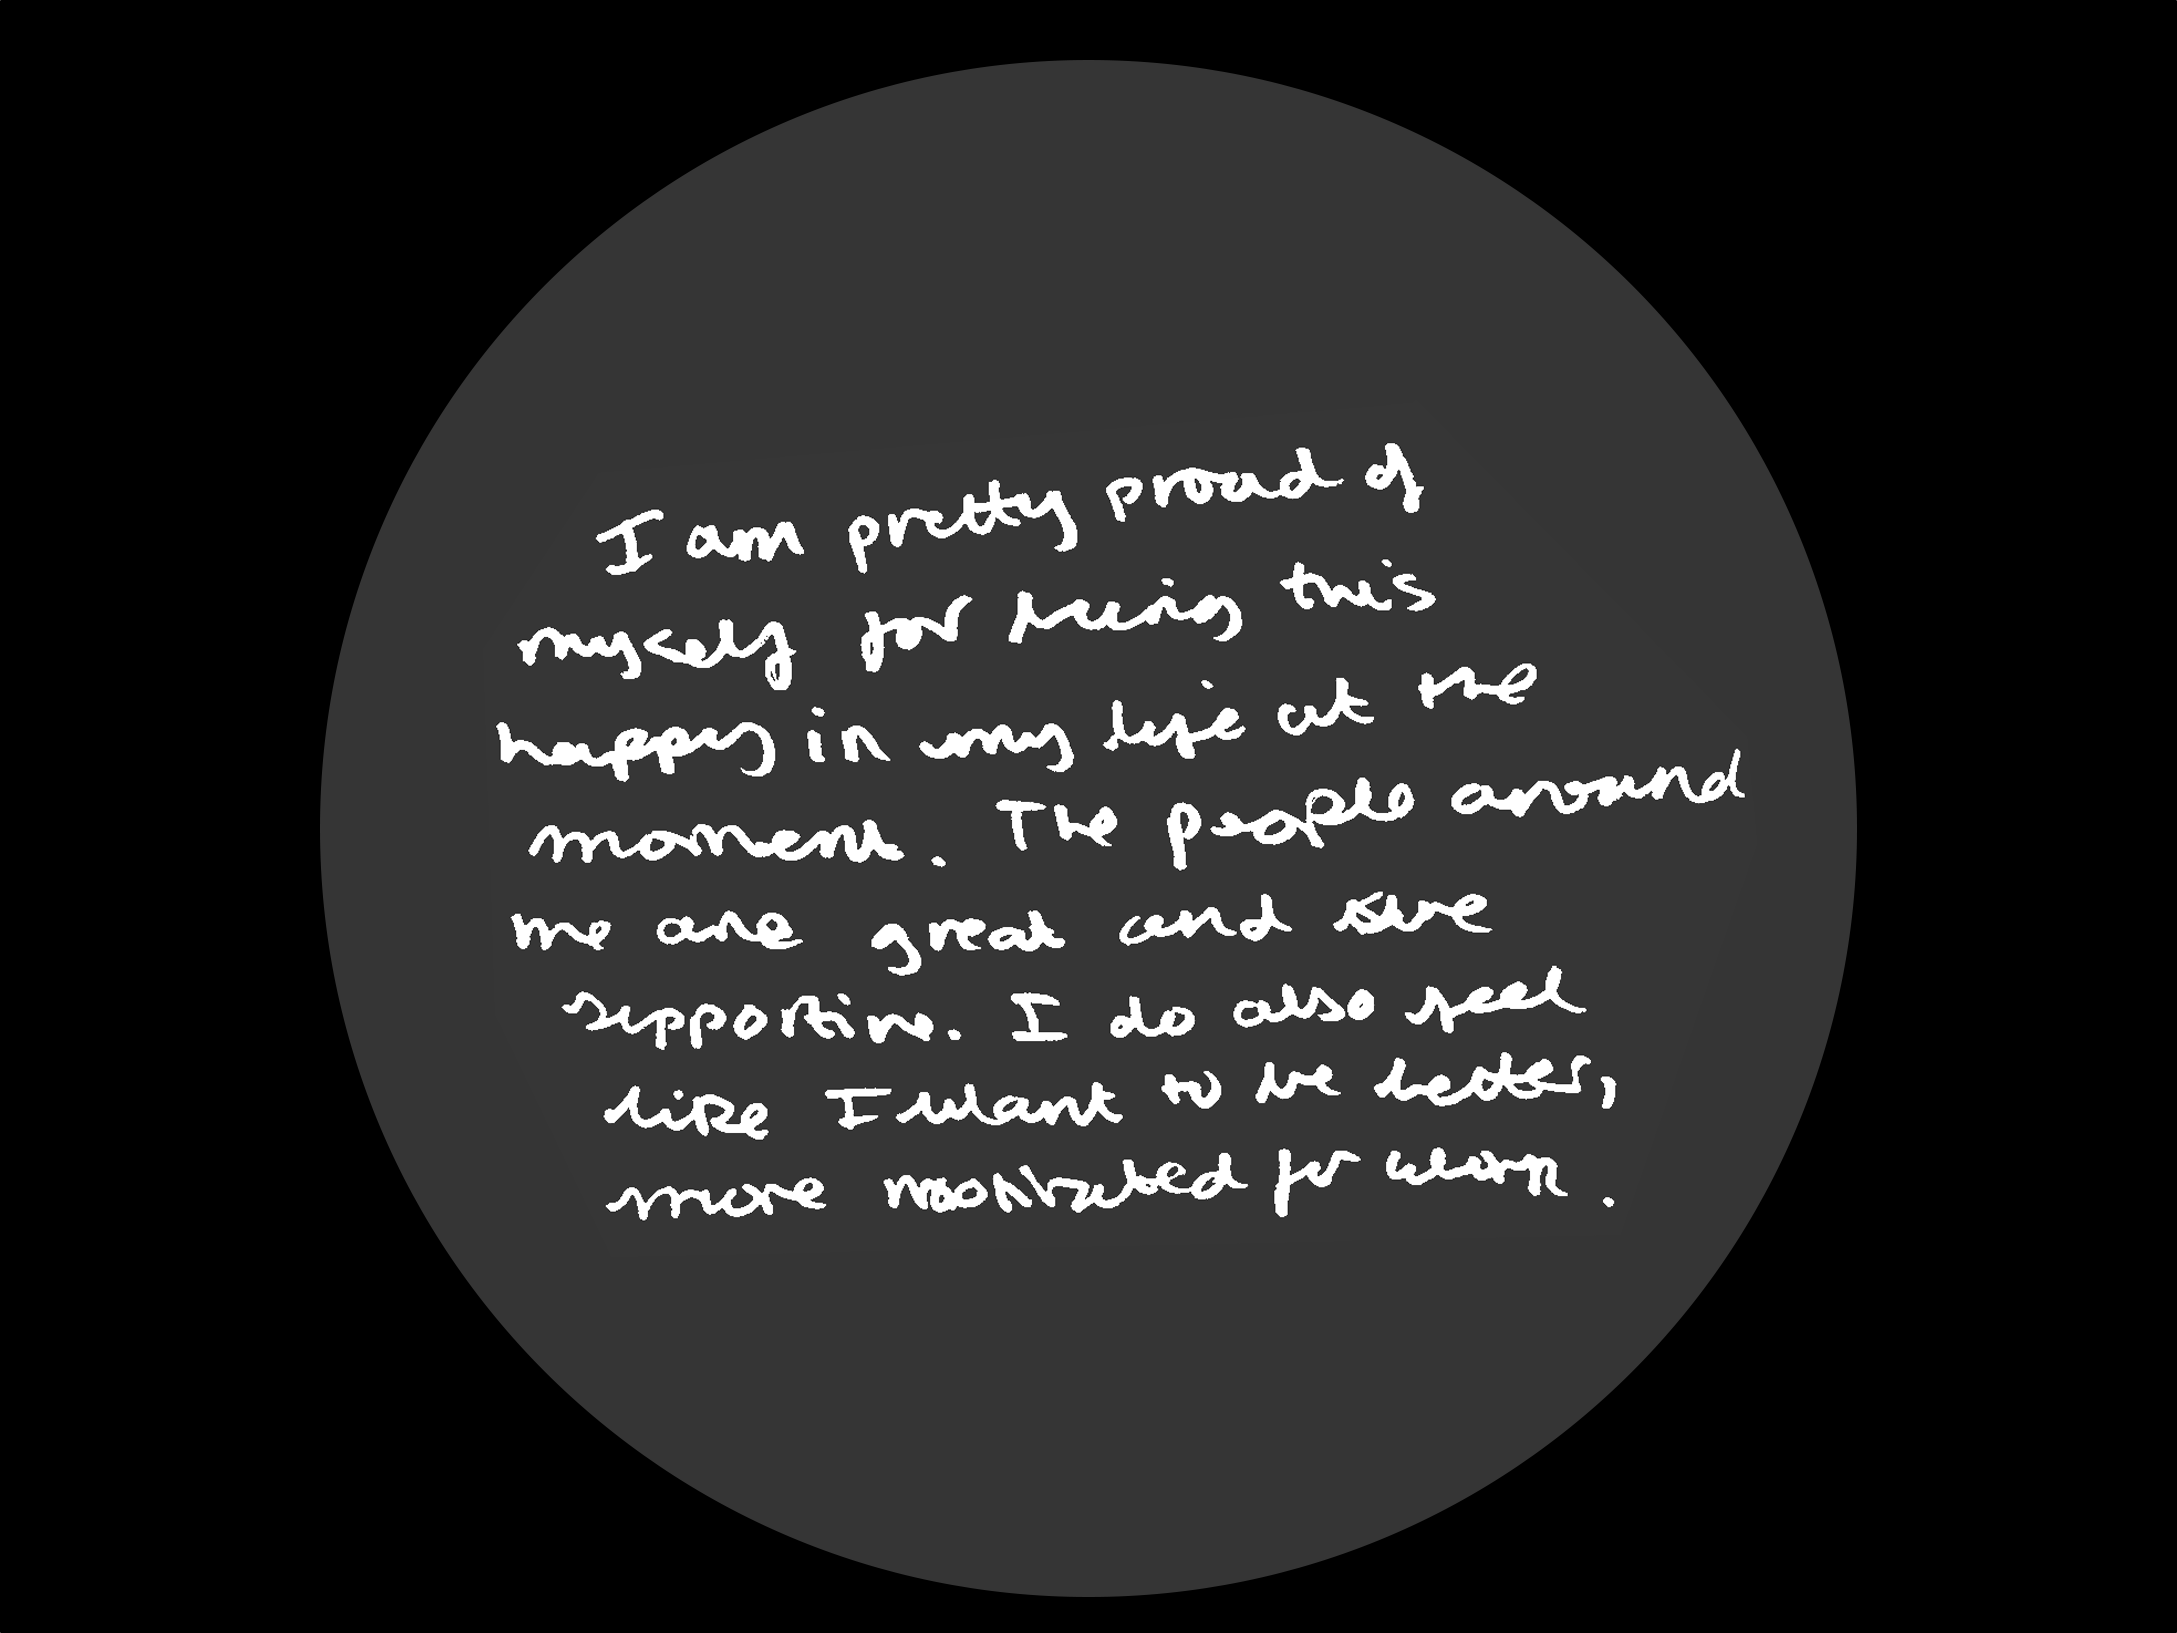 I am pretty proud of
myself for being this
happy in my life at the
moment. The people around
me are great and are
supportive. I do also feel
like I want to be better,
more motivated for work.